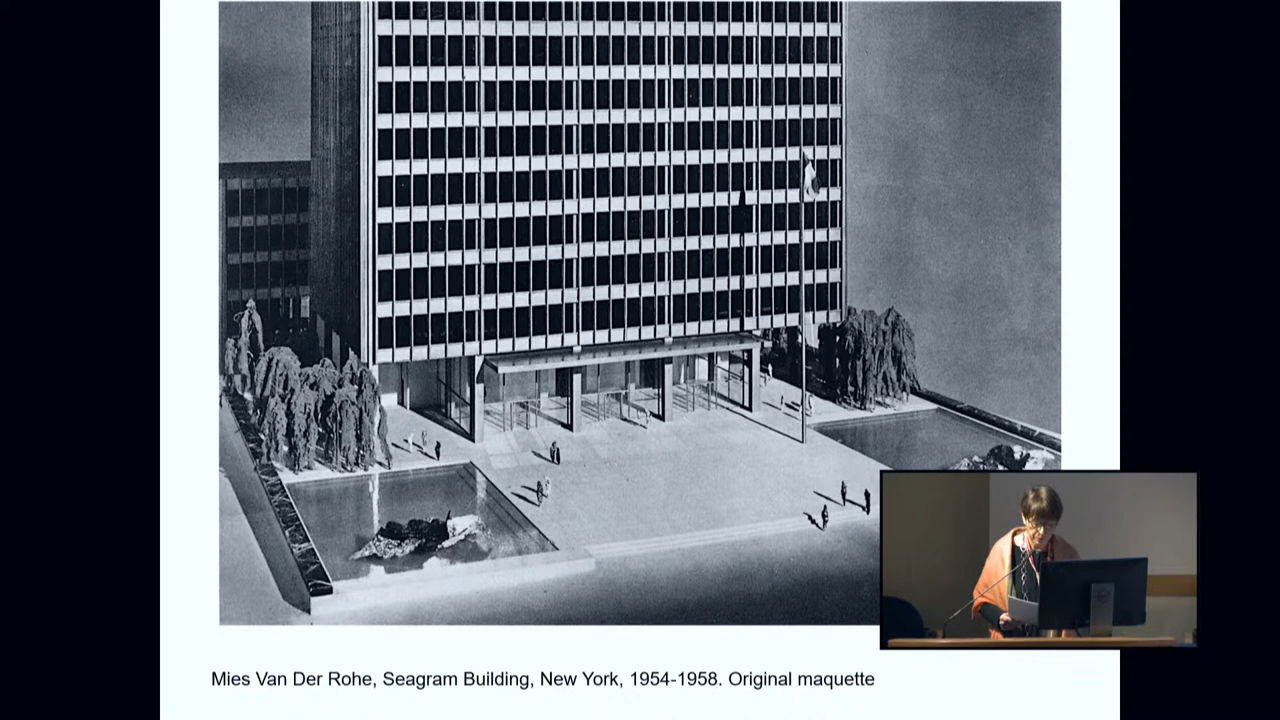 Mies Van Der Rohe, Seagram Building, New York, 1954-1958. Original maquette